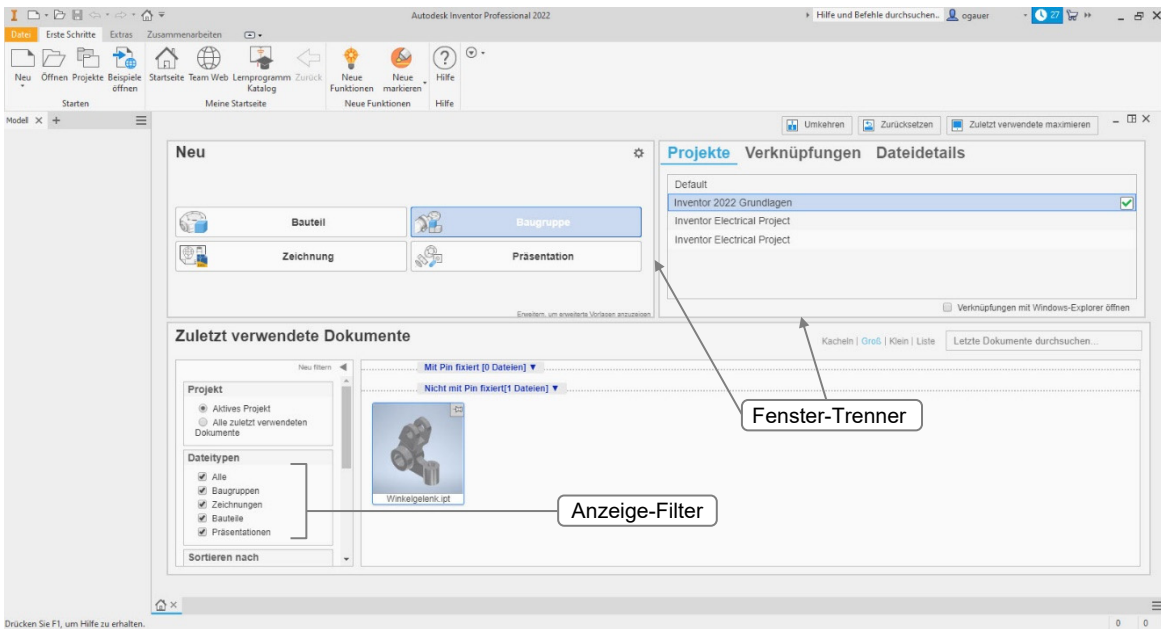 Autodesk Inventor Professional 2022
Hilfe und Befehle durchsuchen..
ogauer
27
Datei Erste Schritte Extras Zusammenarbeiten
Neu Öffnen Projekte Beispiele öffnen
Startseite Team Web Lernprogramm Katalog Zurück
Neue Funktionen Neue markieren
Hilfe
Starten Meine Startseite Neue Funktionen Hilfe
Modell
Umkehren Zurücksetzen Zuletzt verwendete maximieren
Neu
Bauteil Baugruppe
Zeichnung Präsentation
Erweitern, um erweiterte Vorlagen anzuzeigen
Projekte Verknüpfungen Dateidetails
Default
Inventor 2022 Grundlagen
Inventor Electrical Project
Inventor Electrical Project
Verknüpfungen mit Windows-Explorer öffnen
Zuletzt verwendete Dokumente
Kacheln | Groß | Klein | Liste
Letzte Dokumente durchsuchen...
Neu filtern
Projekt
Aktives Projekt
Alle zuletzt verwendeten
Dokumente
Dateitypen
Alle
Baugruppen
Zeichnungen
Bauteile
Präsentationen
Sortieren nach
Mit Pin fixiert [0 Dateien]
Nicht mit Pin fixiert[1 Dateien]
Winkelgelenk.ipt
Fenster-Trenner
Anzeige-Filter
Drücken Sie F1, um Hilfe zu erhalten.
0 0